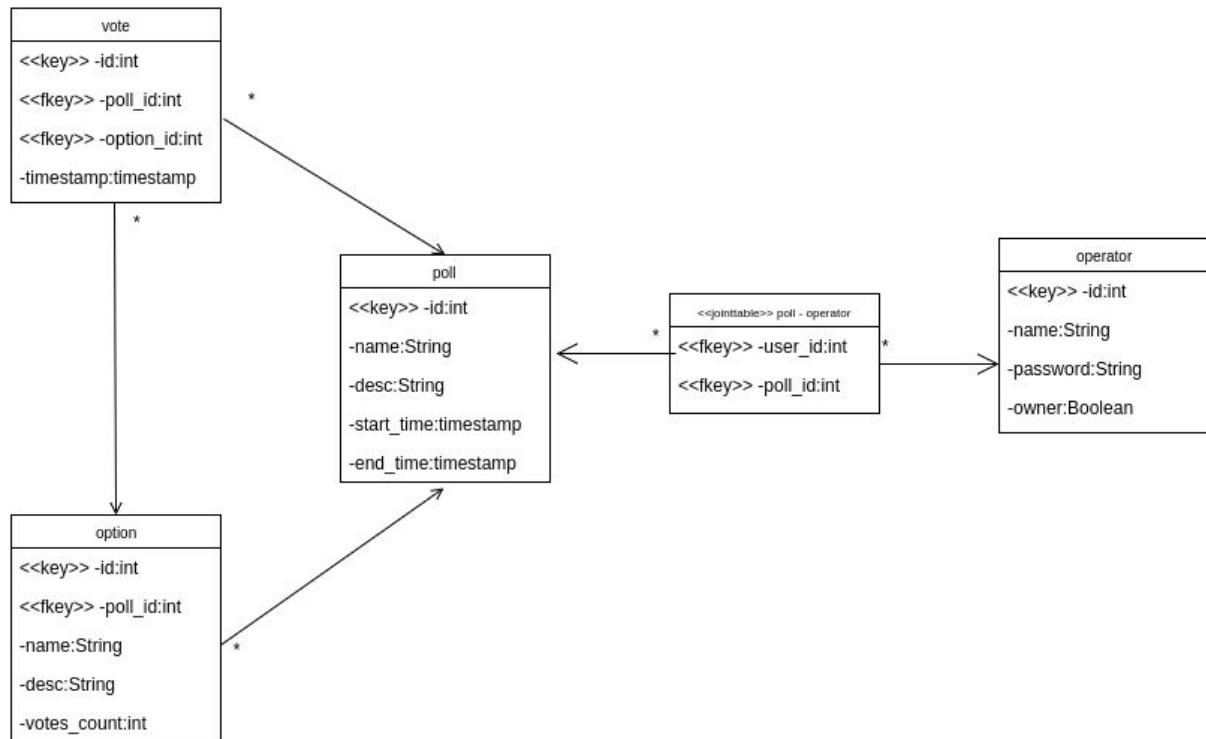 vote
<<key>> -id:int
<<fkey>> -poll_id:int
<<fkey>> -option_id:int
-timestamp:timestamp
*
*
poll
<<key>> -id:int
-name:String
-desc:String
-start_time:timestamp
-end_time:timestamp
*
<<jointtable>> poll - operator
<<fkey>> -user_id:int
<<fkey>> -poll_id:int
*
operator
<<key>> -id:int
-name:String
-password:String
-owner:Boolean
option
<<key>> -id:int
<<fkey>> -poll_id:int
-name:String
-desc:String
-votes_count:int
*